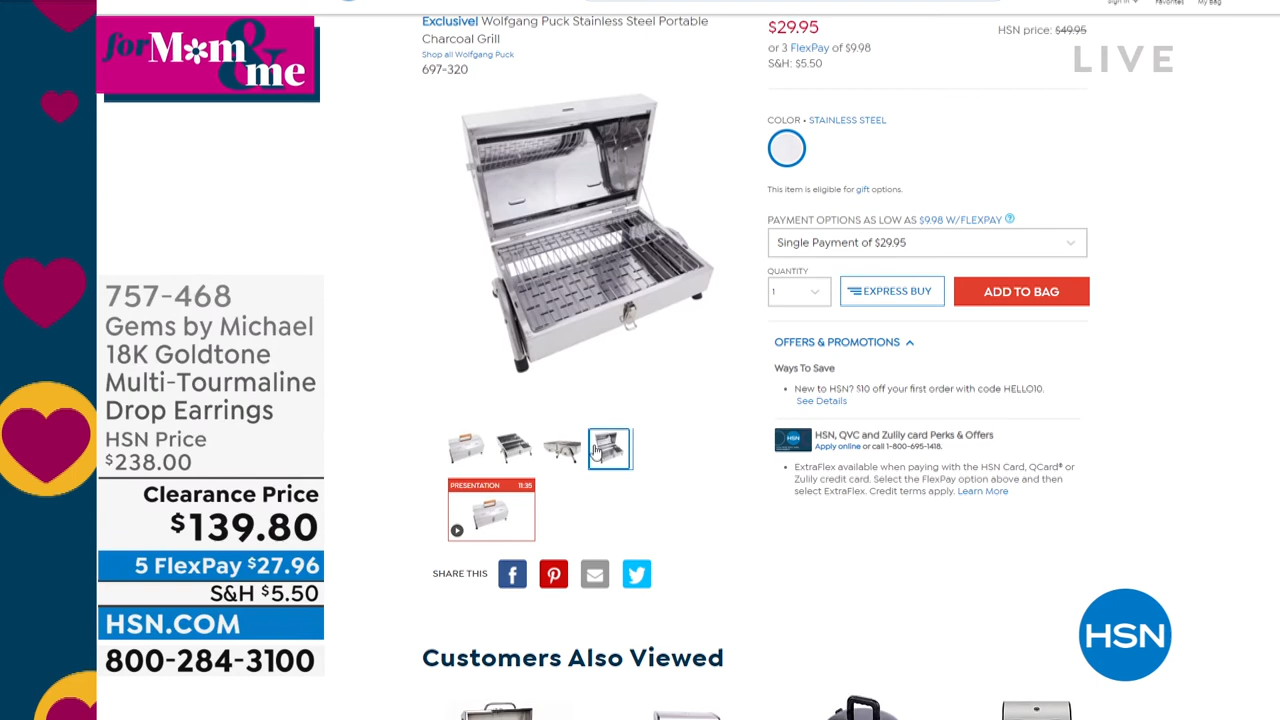 for Mom
& me
757-468
Gems by Michael
18K Goldtone
Multi-Tourmaline
Drop Earrings
HSN Price
$238.00
Clearance Price
$139.80
5 FlexPay $27.96
S&H $5.50
HSN.COM
800-284-3100
Sign In
Favorites
My Bag
Exclusive! Wolfgang Puck Stainless Steel Portable
Charcoal Grill
Shop all Wolfgang Puck
697-320
$29.95
HSN price: $49.95
or 3 FlexPay of $9.98
S&H: $5.50
LIVE
COLOR • STAINLESS STEEL
This item is eligible for gift options.
PAYMENT OPTIONS AS LOW AS $9.98 W/FLEXPAY ?
Single Payment of $29.95
QUANTITY
1
EXPRESS BUY
ADD TO BAG
OFFERS & PROMOTIONS
Ways To Save
• New to HSN? $10 off your first order with code HELLO10.
See Details
HSN
HSN, QVC and Zulily card Perks & Offers
Apply online or call 1-800-695-1418.
• ExtraFlex available when paying with the HSN Card, QCard® or
Zulily credit card. Select the FlexPay option above and then
select ExtraFlex. Credit terms apply. Learn More
PRESENTATION 11:35
SHARE THIS
HSN
Customers Also Viewed